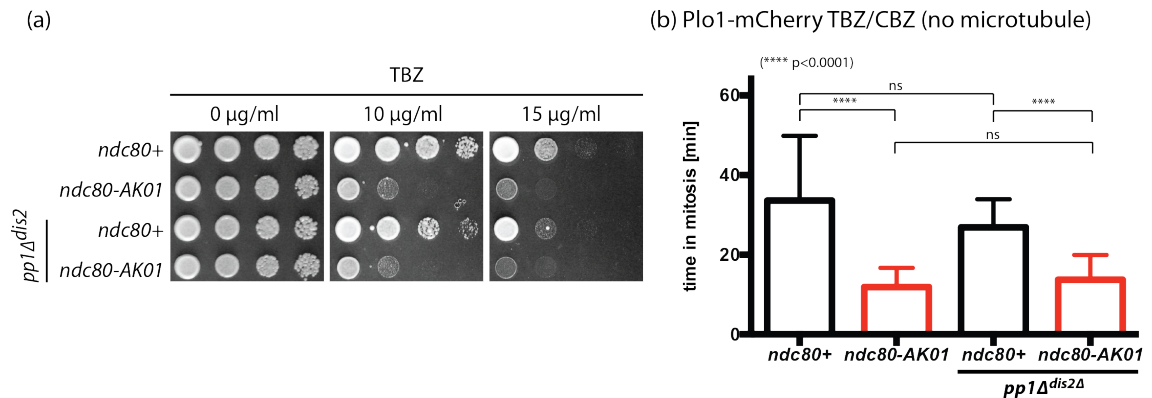 (a)
TBZ
0 µg/ml 10 µg/ml 15 µg/ml
ndc80+
ndc80-AK01
ndc80+
ndc80-AK01
pp1Δdis2
(b) Plo1-mCherry TBZ/CBZ (no microtubule)
(**** p<0.0001)
ns
**** ****
ns
time in mitosis [min]
60
40
20
0
ndc80+ ndc80-AK01 ndc80+ ndc80-AK01
pp1Δdis2Δ